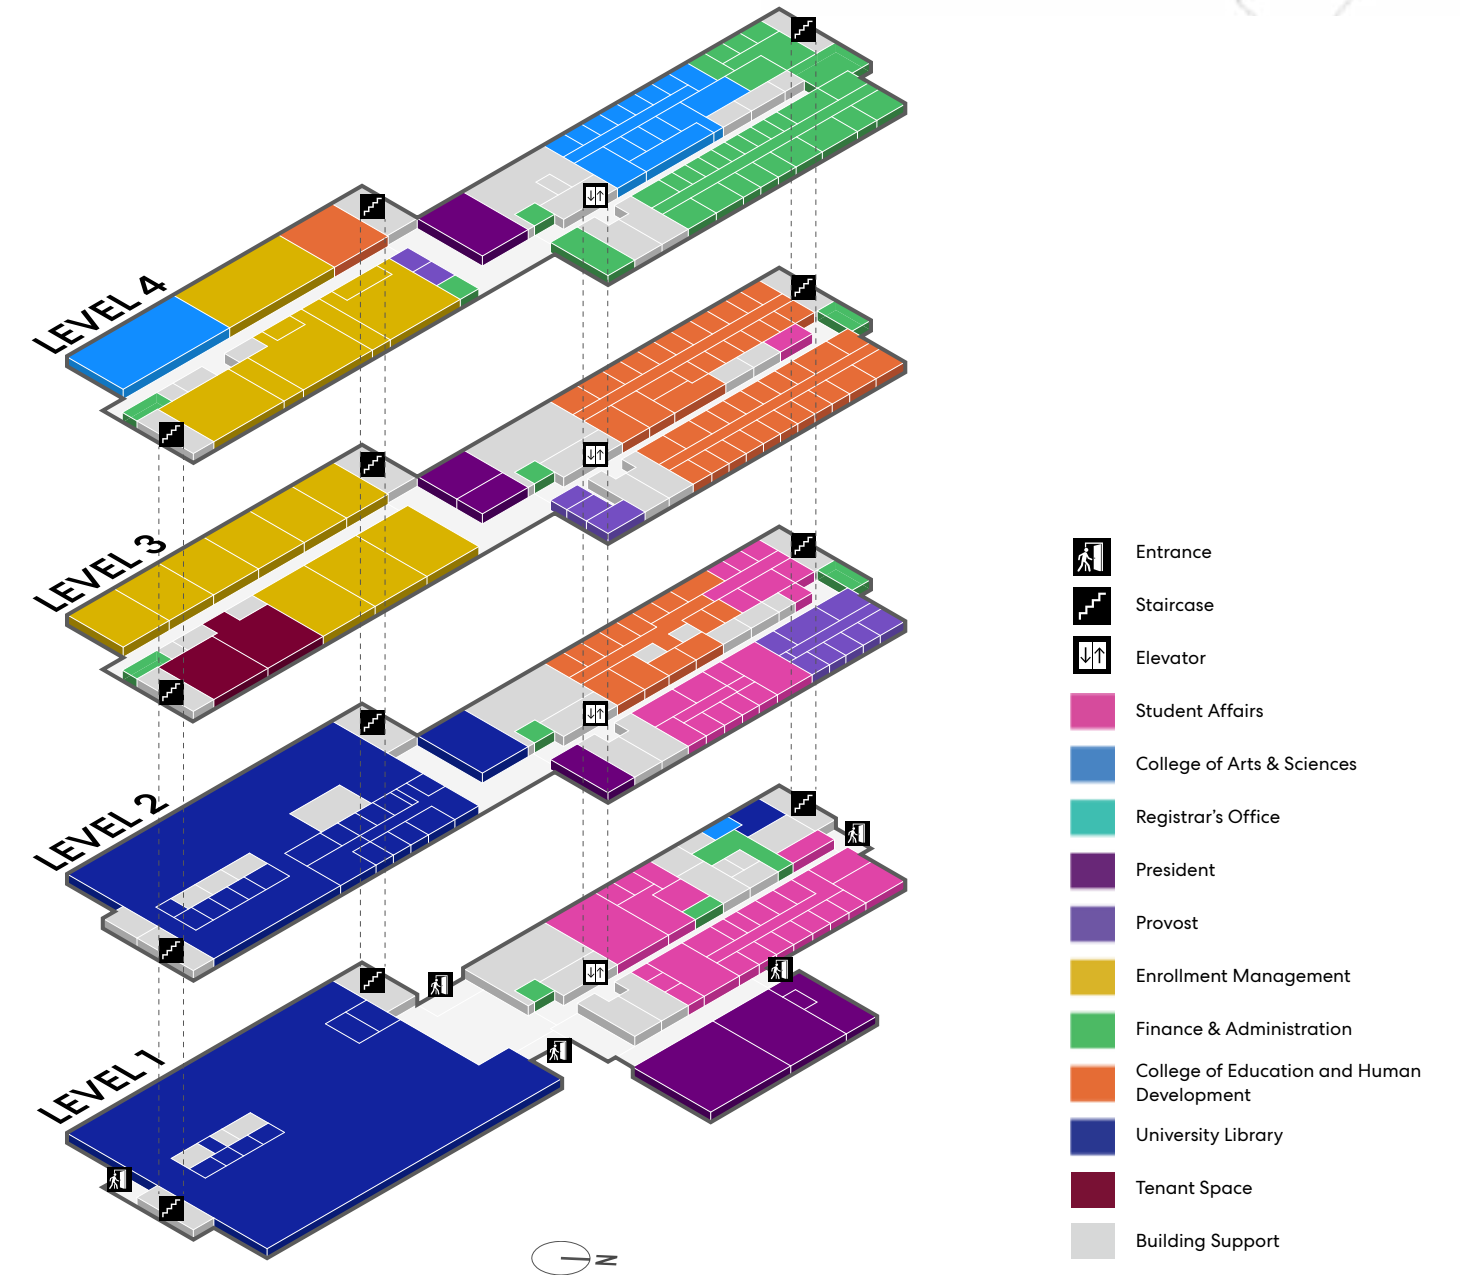 LEVEL 4
LEVEL 3
LEVEL 2
LEVEL 1
Entrance
Staircase
Elevator
Student Affairs
College of Arts & Sciences
Registrar's Office
President
Provost
Enrollment Management
Finance & Administration
College of Education and Human
Development
University Library
Tenant Space
Building Support
N